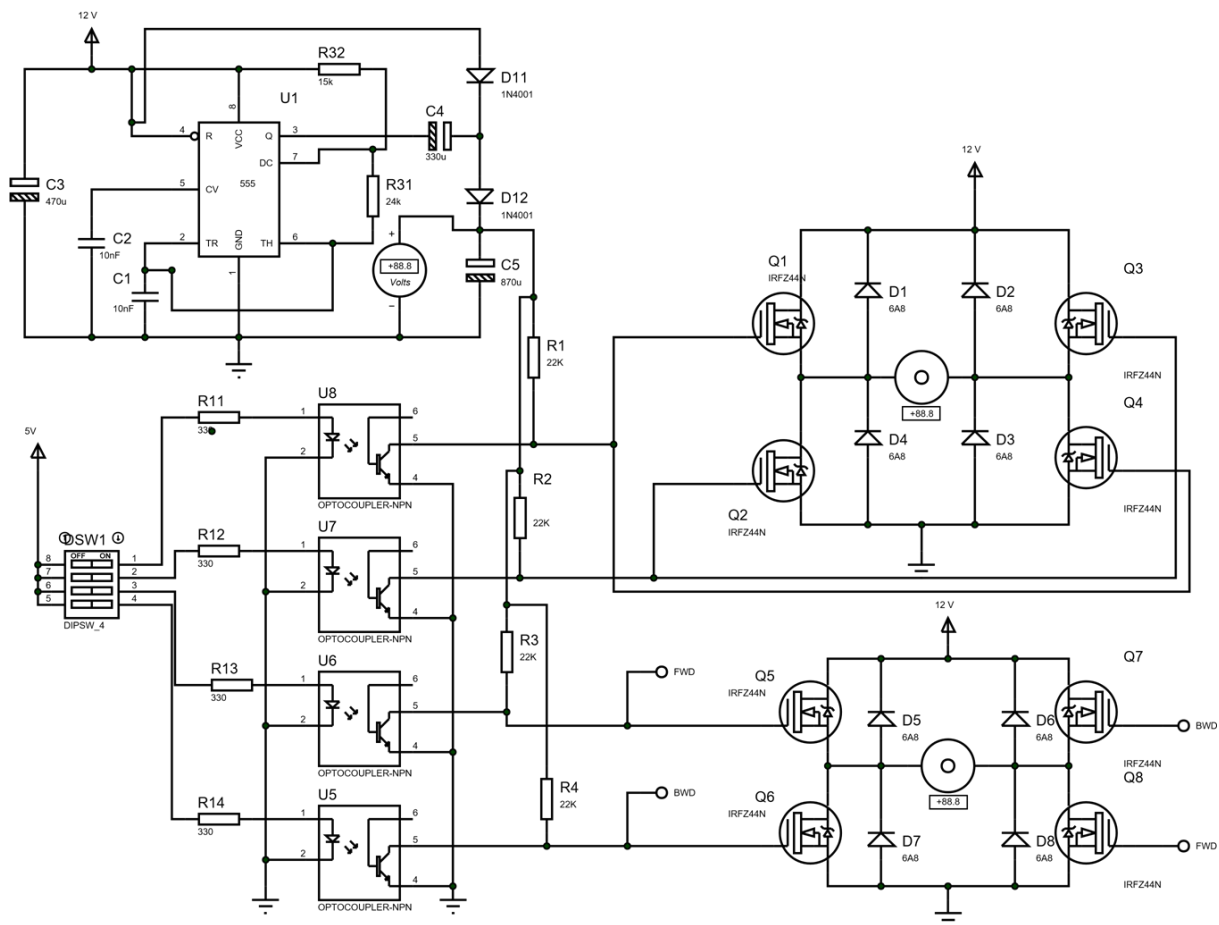 12 V
R32
15k
D11
1N4001
U1
C4
330u
8
VCC
4
R
Q
3
DC
7
5
CV
555
R31
24k
D12
1N4001
C3
470u
2
TR
GND
TH
6
1
C2
10nF
C1
10nF
+
+88.8
Volts
−
C5
870u
12 V
Q1
IRFZ44N
D1
6A8
D2
6A8
Q3
IRFZ44N
+88.8
Q4
IRFZ44N
D4
6A8
D3
6A8
Q2
IRFZ44N
R1
22K
R2
22K
5V
R11
330
U8
1
2
6
5
4
OPTOCOUPLER-NPN
DSW1
OFF ON
8
7
6
5
1
2
3
4
DIPSW_4
R12
330
U7
1
2
6
5
4
OPTOCOUPLER-NPN
R13
330
U6
1
2
6
5
4
OPTOCOUPLER-NPN
R14
330
U5
1
2
6
5
4
OPTOCOUPLER-NPN
R3
22K
R4
22K
FWD
BWD
12 V
Q5
IRFZ44N
D5
6A8
D6
6A8
Q7
BWD
IRFZ44N
+88.8
Q6
IRFZ44N
D7
6A8
D8
6A8
Q8
FWD
IRFZ44N